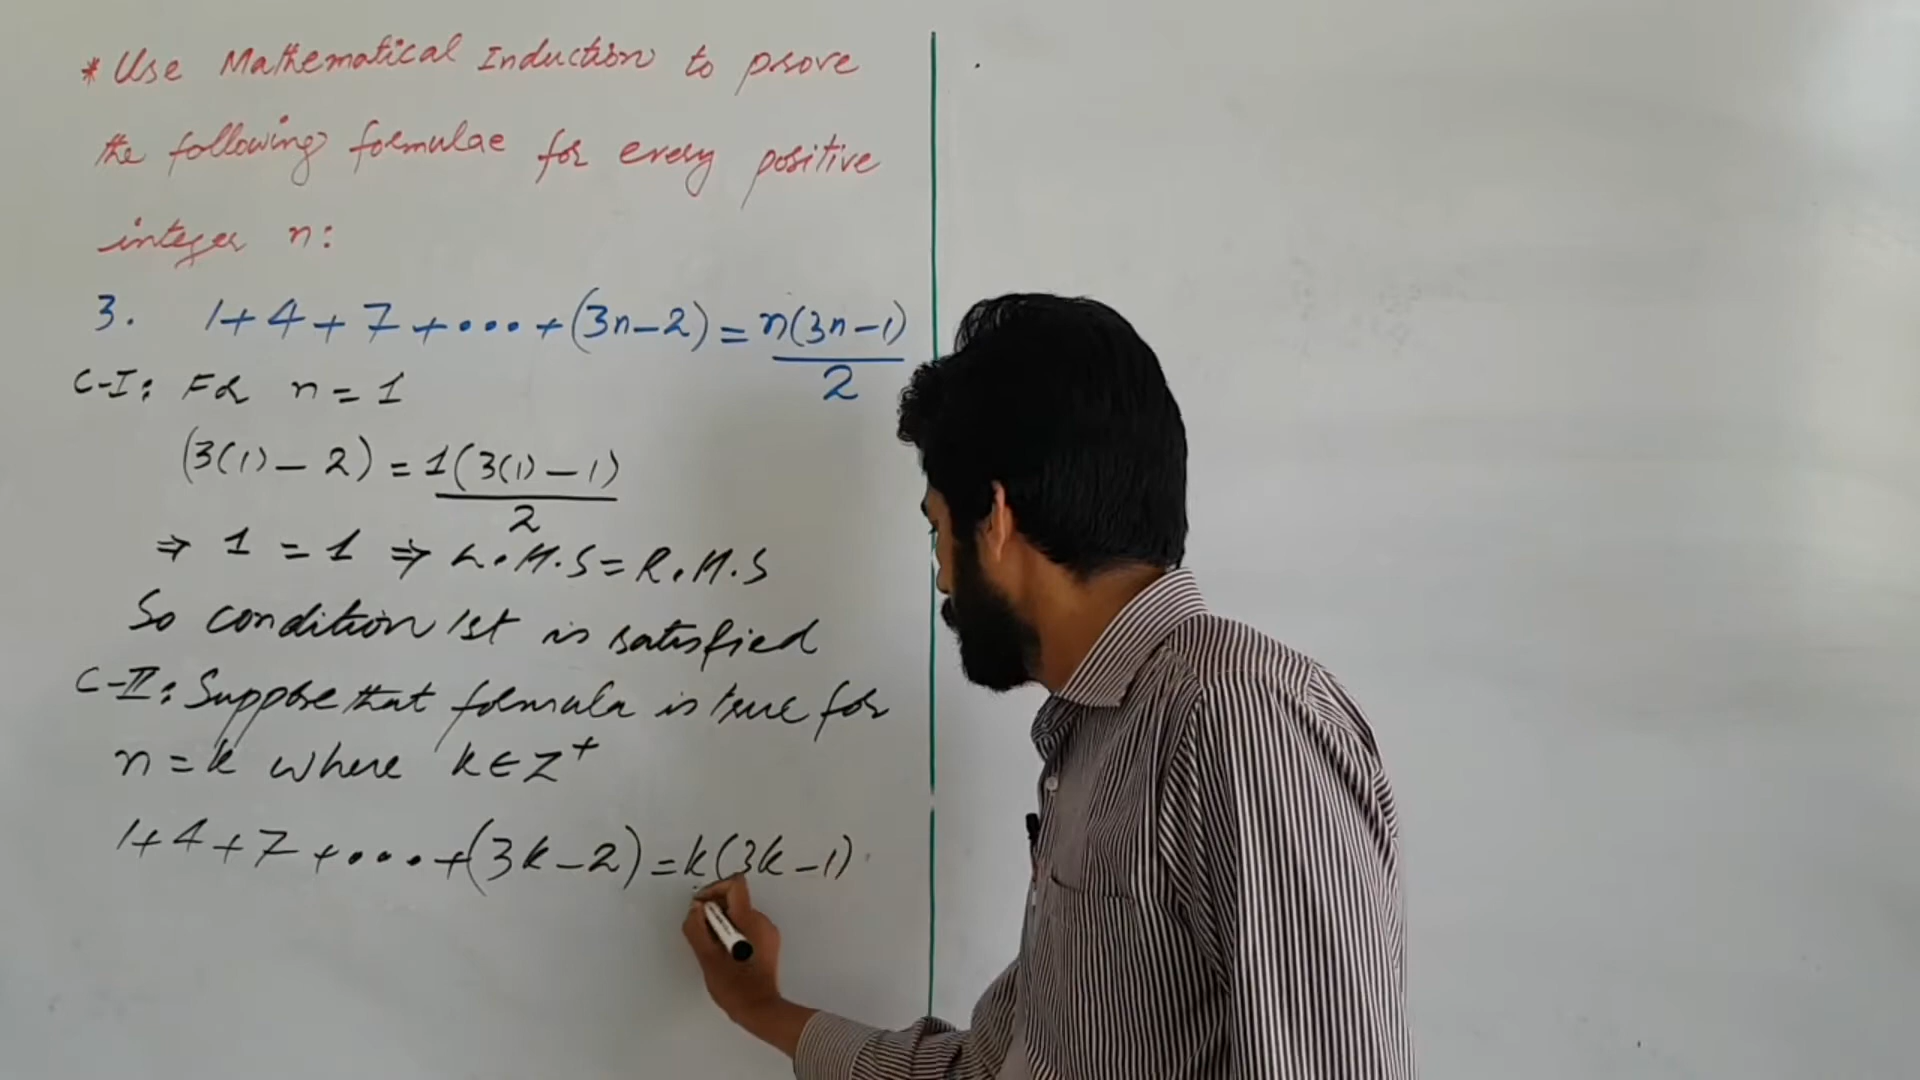 * Use Mathematical Induction to prove
the following formulae for every positive
integer n:
3. 1+4+7+...+(3n-2)=n(3n-1)
2
C-I: For n=1
(3(1)-2)=1(3(1)-1)
2
⇒ 1=1 ⇒ L.H.S=R.H.S
So condition 1st is satisfied
C-II: Suppose that formula is true for
n=k where k∈Z⁺
1+4+7+...+(3k-2)=k(3k-1)